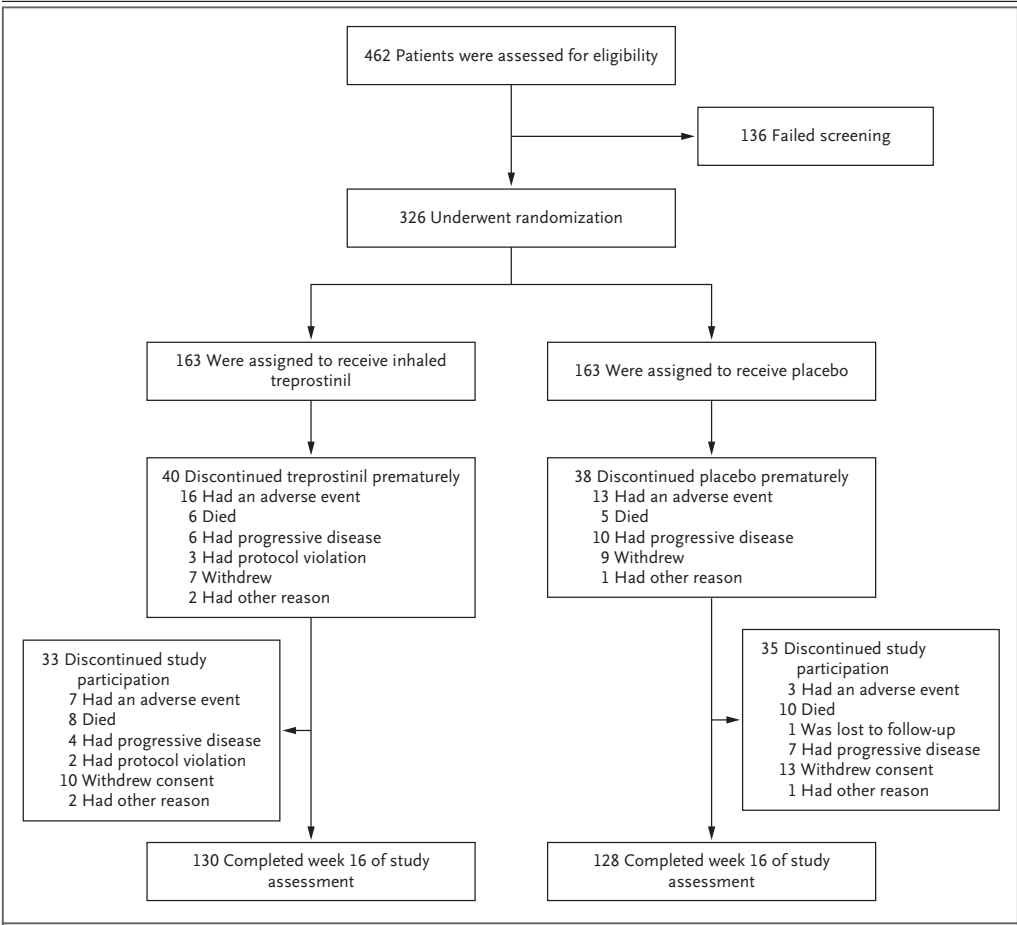 462 Patients were assessed for eligibility
136 Failed screening
326 Underwent randomization
163 Were assigned to receive inhaled
treprostinil
163 Were assigned to receive placebo
40 Discontinued treprostinil prematurely
16 Had an adverse event
6 Died
6 Had progressive disease
3 Had protocol violation
7 Withdrew
2 Had other reason
38 Discontinued placebo prematurely
13 Had an adverse event
5 Died
10 Had progressive disease
9 Withdrew
1 Had other reason
33 Discontinued study
participation
7 Had an adverse event
8 Died
4 Had progressive disease
2 Had protocol violation
10 Withdrew consent
2 Had other reason
35 Discontinued study
participation
3 Had an adverse event
10 Died
1 Was lost to follow-up
7 Had progressive disease
13 Withdrew consent
1 Had other reason
130 Completed week 16 of study
assessment
128 Completed week 16 of study
assessment